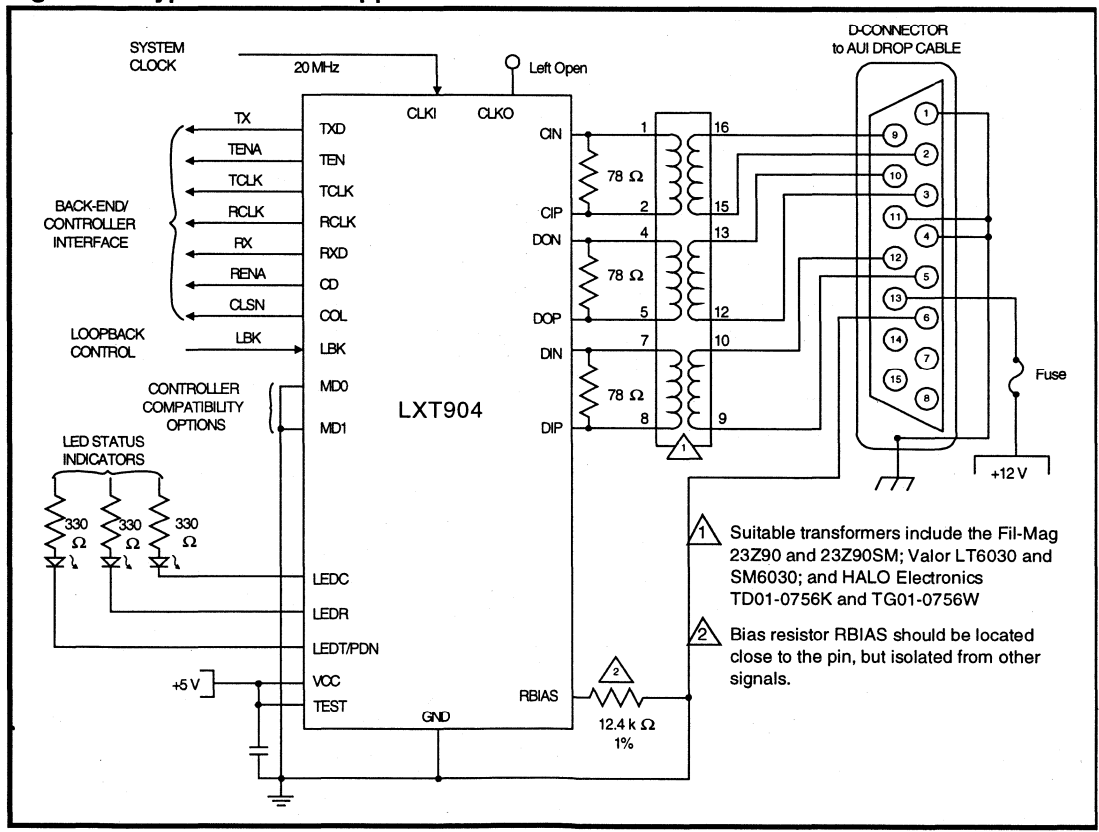 D-CONNECTOR
to AUI DROP CABLE
SYSTEM
CLOCK
20 MHz
Left Open
CLKI
CLKO
BACK-END/
CONTROLLER
INTERFACE
TX
TXD
TENA
TEN
TCLK
TCLK
RCLK
RCLK
RX
RXD
RENA
CD
CLSN
COL
LOOPBACK
CONTROL
LBK
LBK
CONTROLLER
COMPATIBILITY
OPTIONS
MD0
MD1
LXT904
LED STATUS
INDICATORS
330
Ω
330
Ω
330
Ω
LEDC
LEDR
LEDT/PDN
+5 V
VCC
TEST
GND
RBIAS
2
12.4 k Ω
1%
CIN
1
16
78 Ω
CIP
2
15
DON
4
13
78 Ω
DOP
5
12
DIN
7
10
78 Ω
DIP
8
9
1
1
9
2
10
3
11
4
12
5
13
6
14
7
15
8
Fuse
+12 V
1
Suitable transformers include the Fil-Mag
23Z90 and 23Z90SM; Valor LT6030 and
SM6030; and HALO Electronics
TD01-0756K and TG01-0756W
2
Bias resistor RBIAS should be located
close to the pin, but isolated from other
signals.